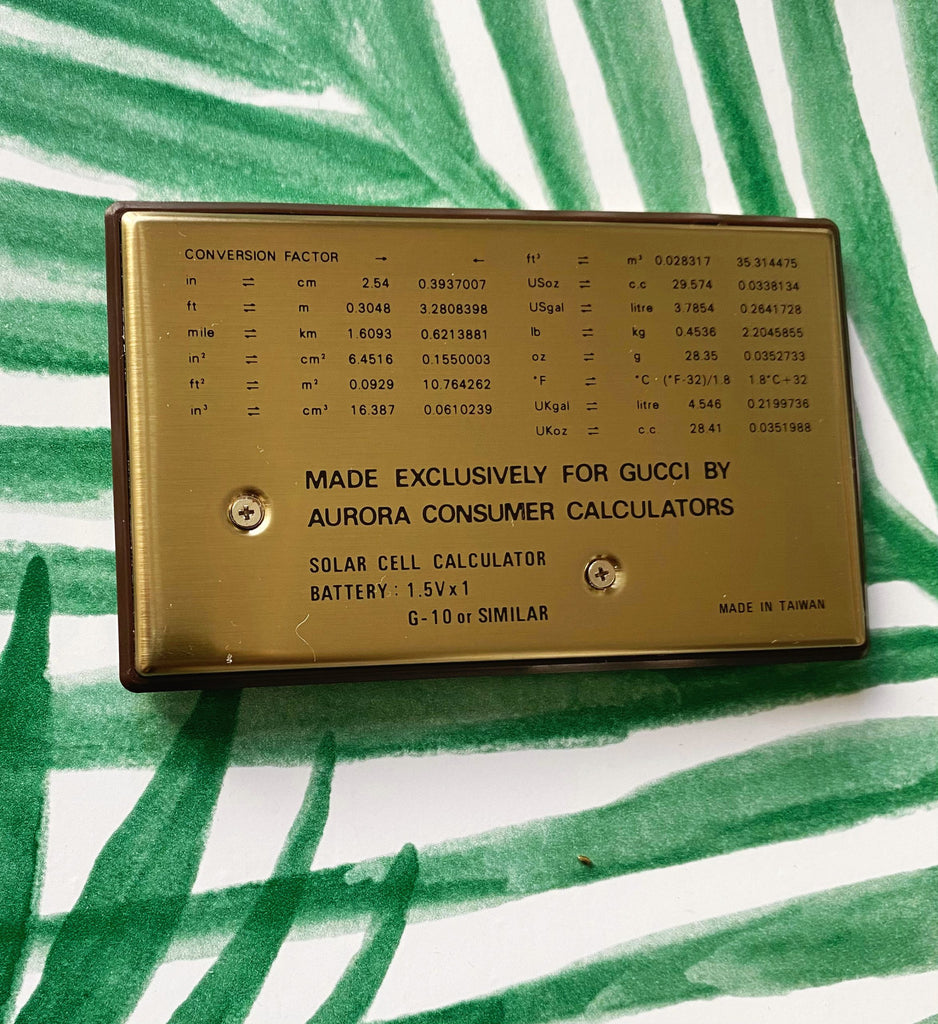 CONVERSION FACTOR → ←
in ⇌ cm 2.54 0.3937007
ft ⇌ m 0.3048 3.2808398
mile ⇌ km 1.6093 0.6213881
in² ⇌ cm² 6.4516 0.1550003
ft² ⇌ m² 0.0929 10.764262
in³ ⇌ cm³ 16.387 0.0610239
ft³ ⇌ m³ 0.028317 35.314475
USoz ⇌ c.c 29.574 0.0338134
USgal ⇌ litre 3.7854 0.2641728
lb ⇌ kg 0.4536 2.2045855
oz ⇌ g 28.35 0.0352733
°F ⇌ °C (°F-32)/1.8 1.8°C+32
UKgal ⇌ litre 4.546 0.2199736
UKoz ⇌ c.c. 28.41 0.0351988
MADE EXCLUSIVELY FOR GUCCI BY
AURORA CONSUMER CALCULATORS
SOLAR CELL CALCULATOR
BATTERY: 1.5Vx1
G-10 or SIMILAR
MADE IN TAIWAN